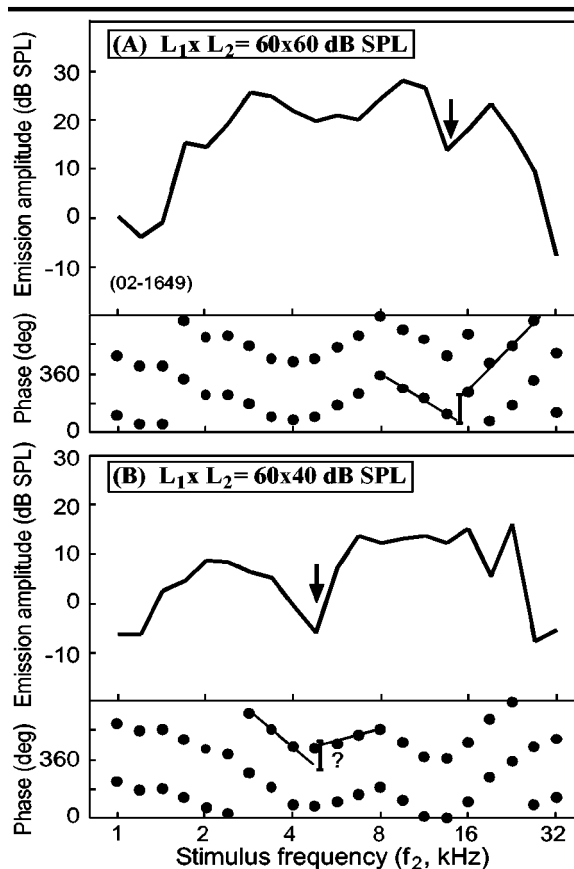 (A) L₁x L₂= 60x60 dB SPL
Emission amplitude (dB SPL)
30
20
10
0
-10
(02-1649)
Phase (deg)
360
0
(B) L₁x L₂= 60x40 dB SPL
Emission amplitude (dB SPL)
30
20
10
0
-10
Phase (deg)
360
0
?
1 2 4 8 16 32
Stimulus frequency (f₂, kHz)